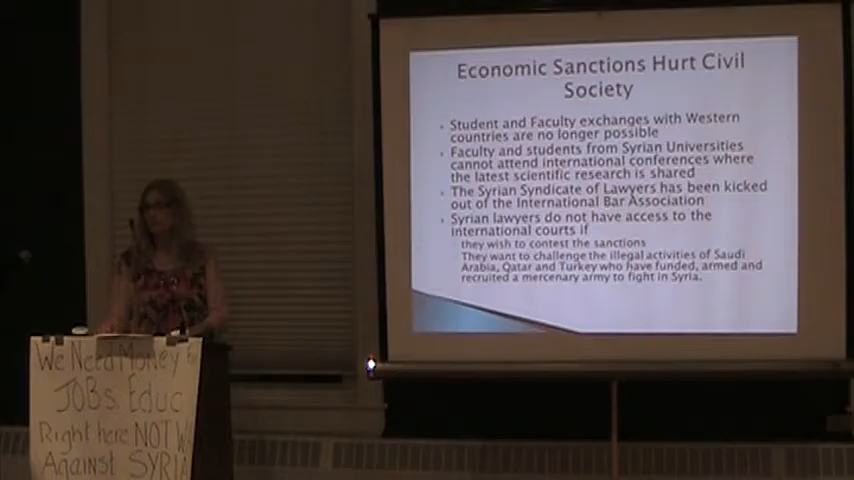 Economic Sanctions Hurt Civil
Society
Student and Faculty exchanges with Western
countries are no longer possible
Faculty and students from Syrian Universities
cannot attend international conferences where
the latest scientific research is shared
The Syrian Syndicate of Lawyers has been kicked
out of the International Bar Association
Syrian lawyers do not have access to the
international courts if
they wish to contest the sanctions
They want to challenge the illegal activities of Saudi
Arabia, Qatar and Turkey who have funded, armed and
recruited a mercenary army to fight in Syria.
We Need Money
JOBs, Educ
Right here NOT
Against SYRIA